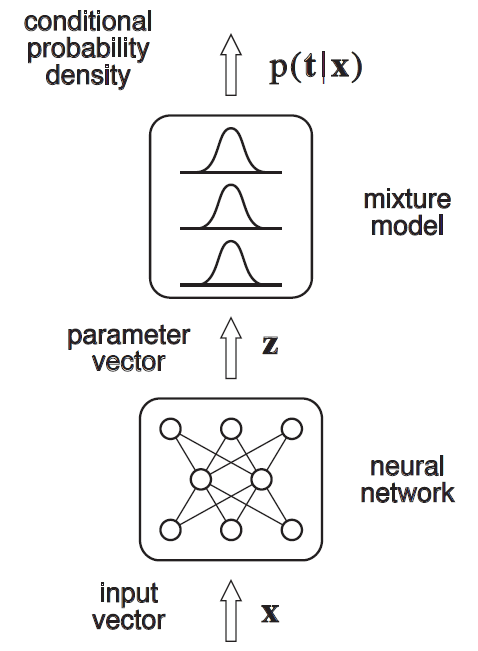 conditional
probability
density
p(t|x)
mixture
model
parameter
vector
z
neural
network
input
vector
x